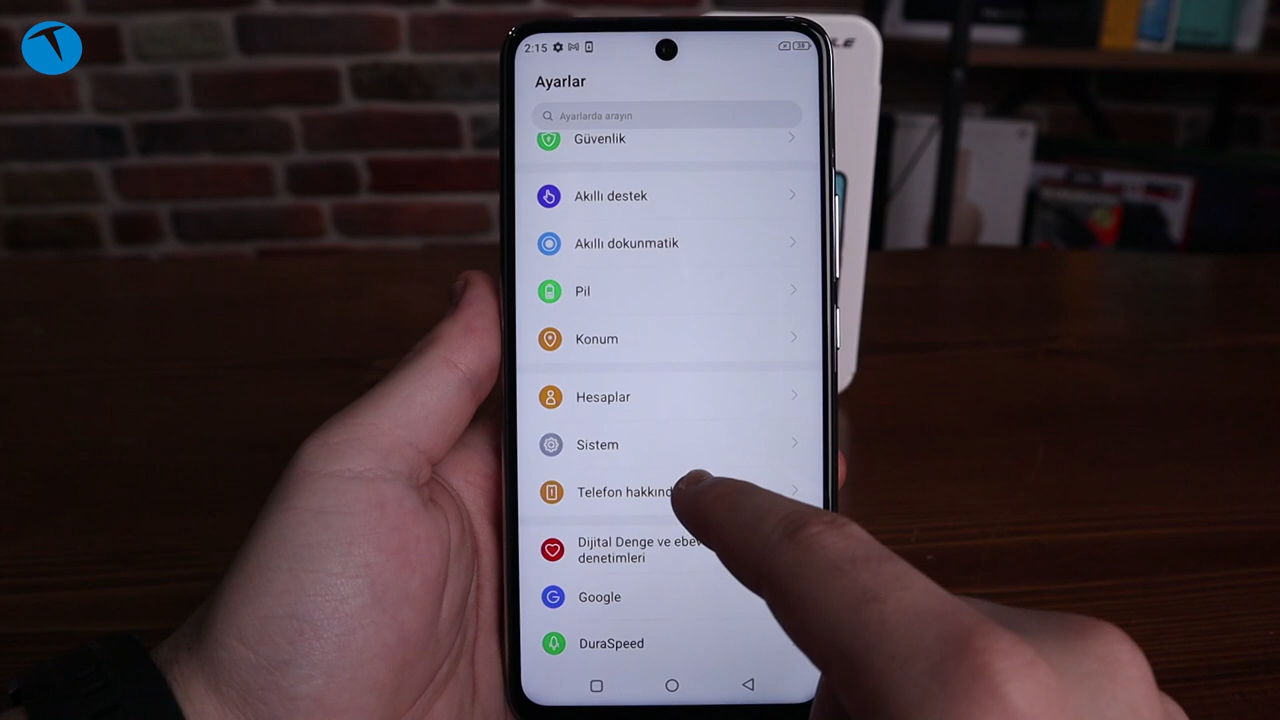 2:15
38
Ayarlar
Ayarlarda arayın
Güvenlik
Akıllı destek
Akıllı dokunmatik
Pil
Konum
Hesaplar
Sistem
Telefon hakkınd
Dijital Denge ve ebev
denetimleri
Google
DuraSpeed